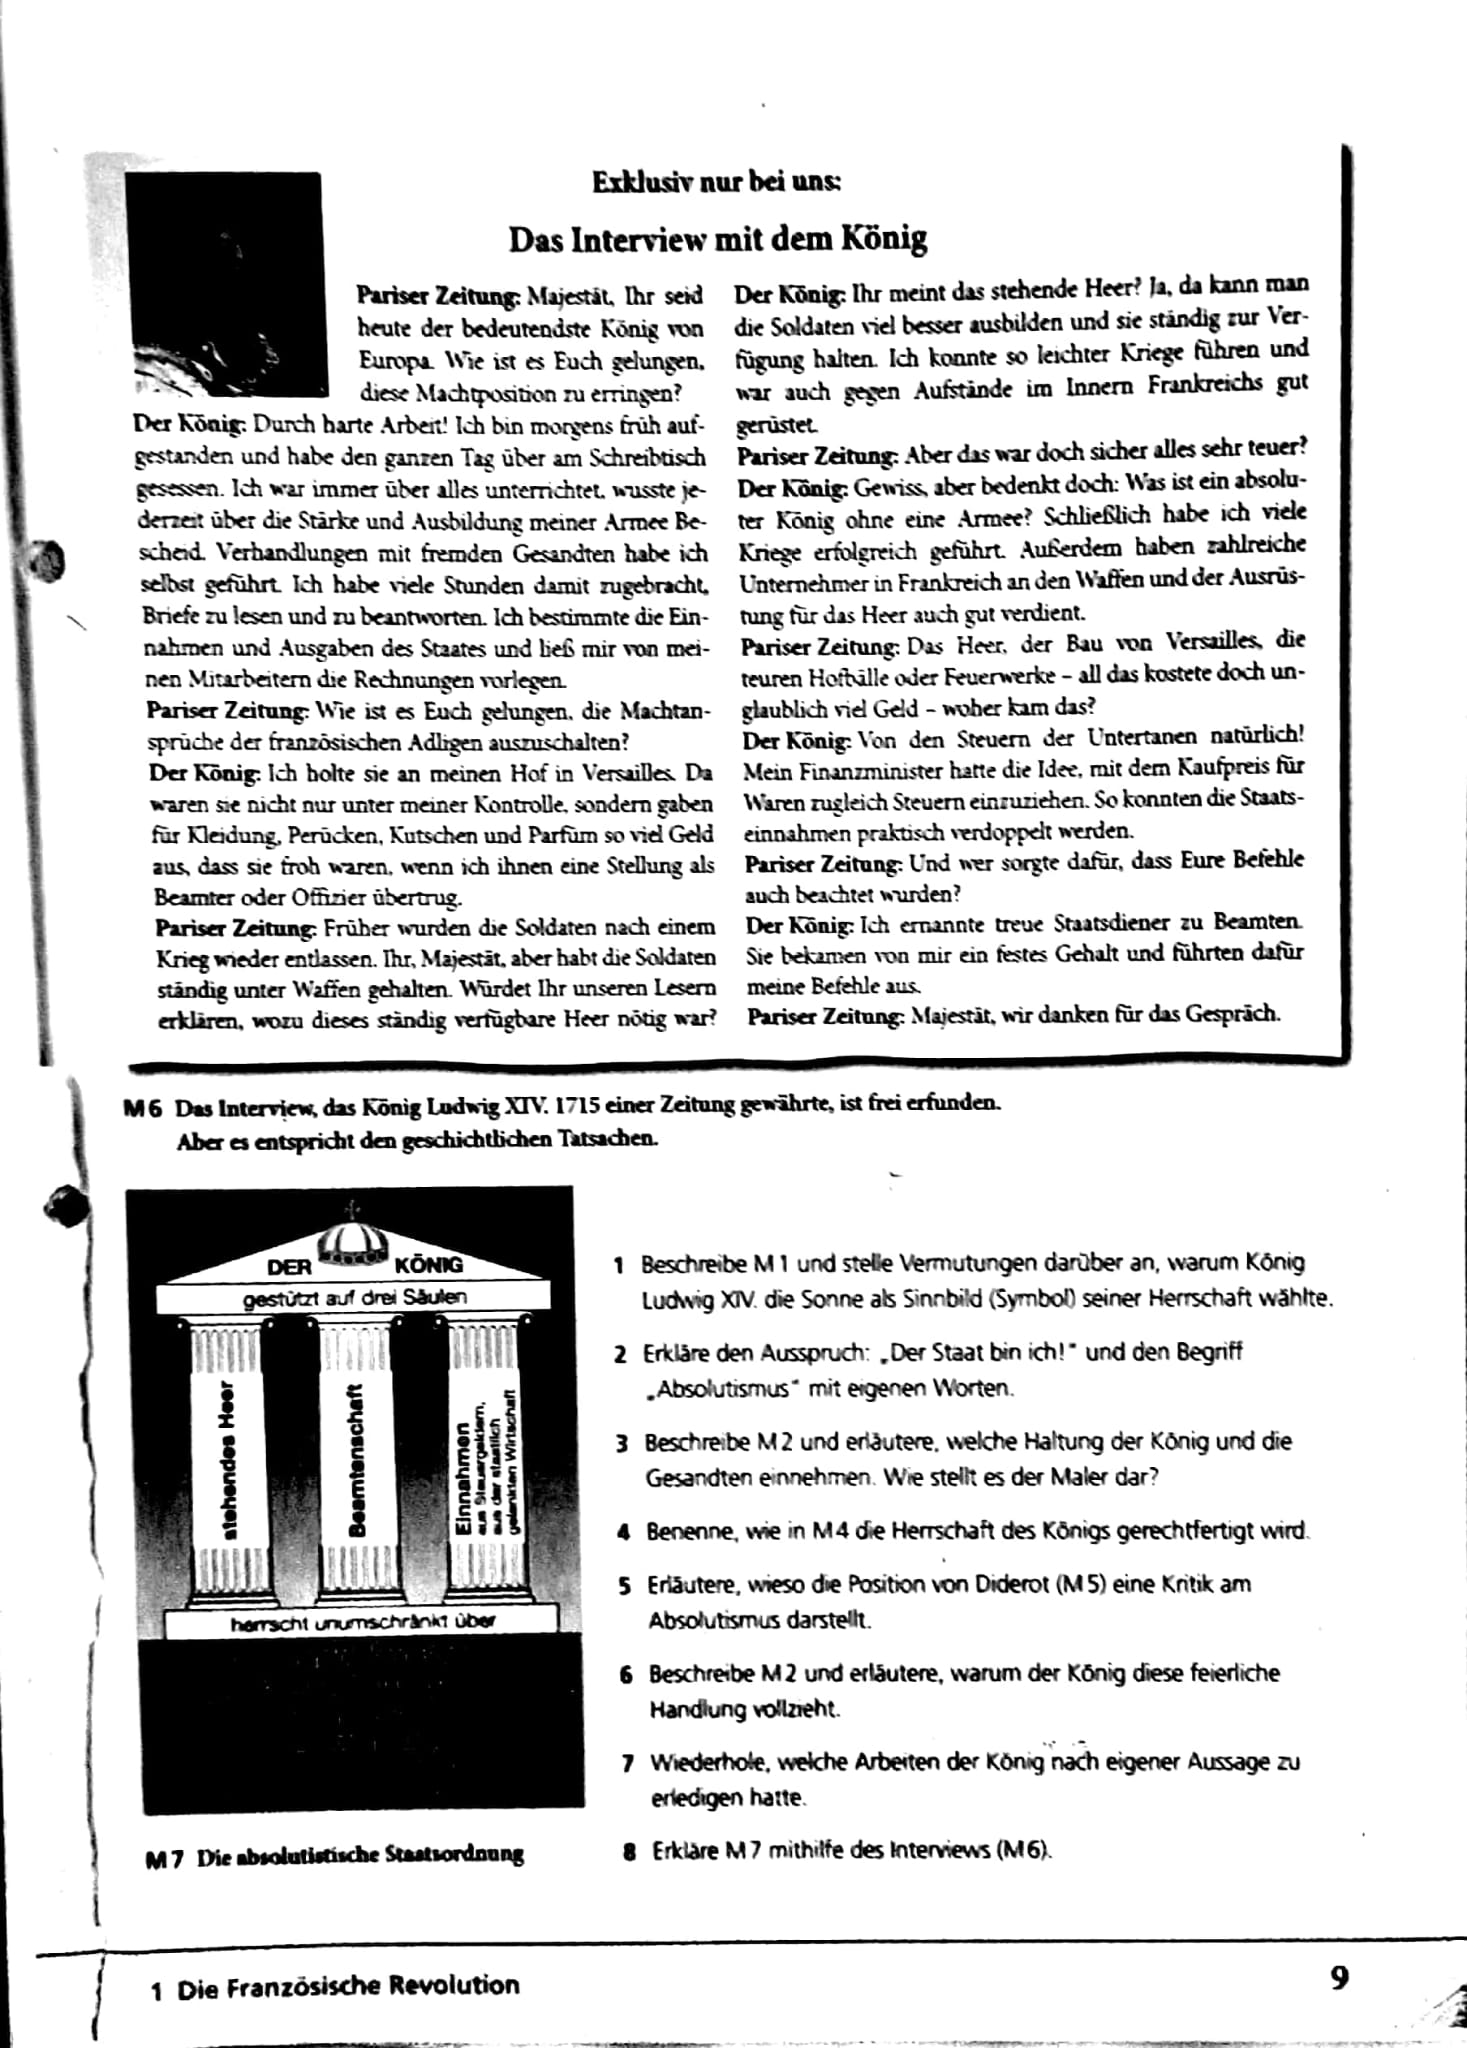 Exklusiv nur bei uns:
Das Interview mit dem König
Pariser Zeitung: Majestät, Ihr seid
heute der bedeutendste König von
Europa. Wie ist es Euch gelungen,
diese Machtposition zu erringen?
Der König: Durch harte Arbeit! Ich bin morgens früh auf-
gestanden und habe den ganzen Tag über am Schreibtisch
gesessen. Ich war immer über alles unterrichtet, wusste je-
derzeit über die Stärke und Ausbildung meiner Armee Be-
scheid. Verhandlungen mit fremden Gesandten habe ich
selbst geführt. Ich habe viele Stunden damit zugebracht,
Briefe zu lesen und zu beantworten. Ich bestimmte die Ein-
nahmen und Ausgaben des Staates und ließ mir von mei-
nen Mitarbeitern die Rechnungen vorlegen.
Pariser Zeitung: Wie ist es Euch gelungen, die Machtan-
sprüche der französischen Adligen auszuschalten?
Der König: Ich holte sie an meinen Hof in Versailles. Da
waren sie nicht nur unter meiner Kontrolle, sondern gaben
für Kleidung, Perücken, Kutschen und Parfüm so viel Geld
aus, dass sie froh waren, wenn ich ihnen eine Stellung als
Beamter oder Offizier übertrug.
Pariser Zeitung: Früher wurden die Soldaten nach einem
Krieg wieder entlassen. Ihr, Majestät, aber habt die Soldaten
ständig unter Waffen gehalten. Würdet Ihr unseren Lesern
erklären, wozu dieses ständig verfügbare Heer nötig war?
Der König: Ihr meint das stehende Heer? Ja, da kann man
die Soldaten viel besser ausbilden und sie ständig zur Ver-
fügung halten. Ich konnte so leichter Kriege führen und
war auch gegen Aufstände im Innern Frankreichs gut
gerüstet.
Pariser Zeitung: Aber das war doch sicher alles sehr teuer?
Der König: Gewiss, aber bedenkt doch: Was ist ein absolu-
ter König ohne eine Armee? Schließlich habe ich viele
Kriege erfolgreich geführt. Außerdem haben zahlreiche
Unternehmer in Frankreich an den Waffen und der Ausrüs-
tung für das Heer auch gut verdient.
Pariser Zeitung: Das Heer, der Bau von Versailles, die
teuren Hofbälle oder Feuerwerke – all das kostete doch un-
glaublich viel Geld – woher kam das?
Der König: Von den Steuern der Untertanen natürlich!
Mein Finanzminister hatte die Idee, mit dem Kaufpreis für
Waren zugleich Steuern einzuziehen. So konnten die Staats-
einnahmen praktisch verdoppelt werden.
Pariser Zeitung: Und wer sorgte dafür, dass Eure Befehle
auch beachtet wurden?
Der König: Ich ernannte treue Staatsdiener zu Beamten.
Sie bekamen von mir ein festes Gehalt und führten dafür
meine Befehle aus.
Pariser Zeitung: Majestät, wir danken für das Gespräch.
M 6 Das Interview, das König Ludwig XIV. 1715 einer Zeitung gewährte, ist frei erfunden.
Aber es entspricht den geschichtlichen Tatsachen.
DER KÖNIG
gestützt auf drei Säulen
stehendes Heer
Beamtenschaft
Einnahmen
aus Steuergeldern,
aus der staatlich
gelenkten Wirtschaft
herrscht unumschränkt über
M 7 Die absolutistische Staatsordnung
1 Beschreibe M 1 und stelle Vermutungen darüber an, warum König
Ludwig XIV. die Sonne als Sinnbild (Symbol) seiner Herrschaft wählte.
2 Erkläre den Ausspruch: „Der Staat bin ich!“ und den Begriff
„Absolutismus“ mit eigenen Worten.
3 Beschreibe M 2 und erläutere, welche Haltung der König und die
Gesandten einnehmen. Wie stellt es der Maler dar?
4 Benenne, wie in M 4 die Herrschaft des Königs gerechtfertigt wird.
5 Erläutere, wieso die Position von Diderot (M 5) eine Kritik am
Absolutismus darstellt.
6 Beschreibe M 2 und erläutere, warum der König diese feierliche
Handlung vollzieht.
7 Wiederhole, welche Arbeiten der König nach eigener Aussage zu
erledigen hatte.
8 Erkläre M 7 mithilfe des Interviews (M 6).
1 Die Französische Revolution
9